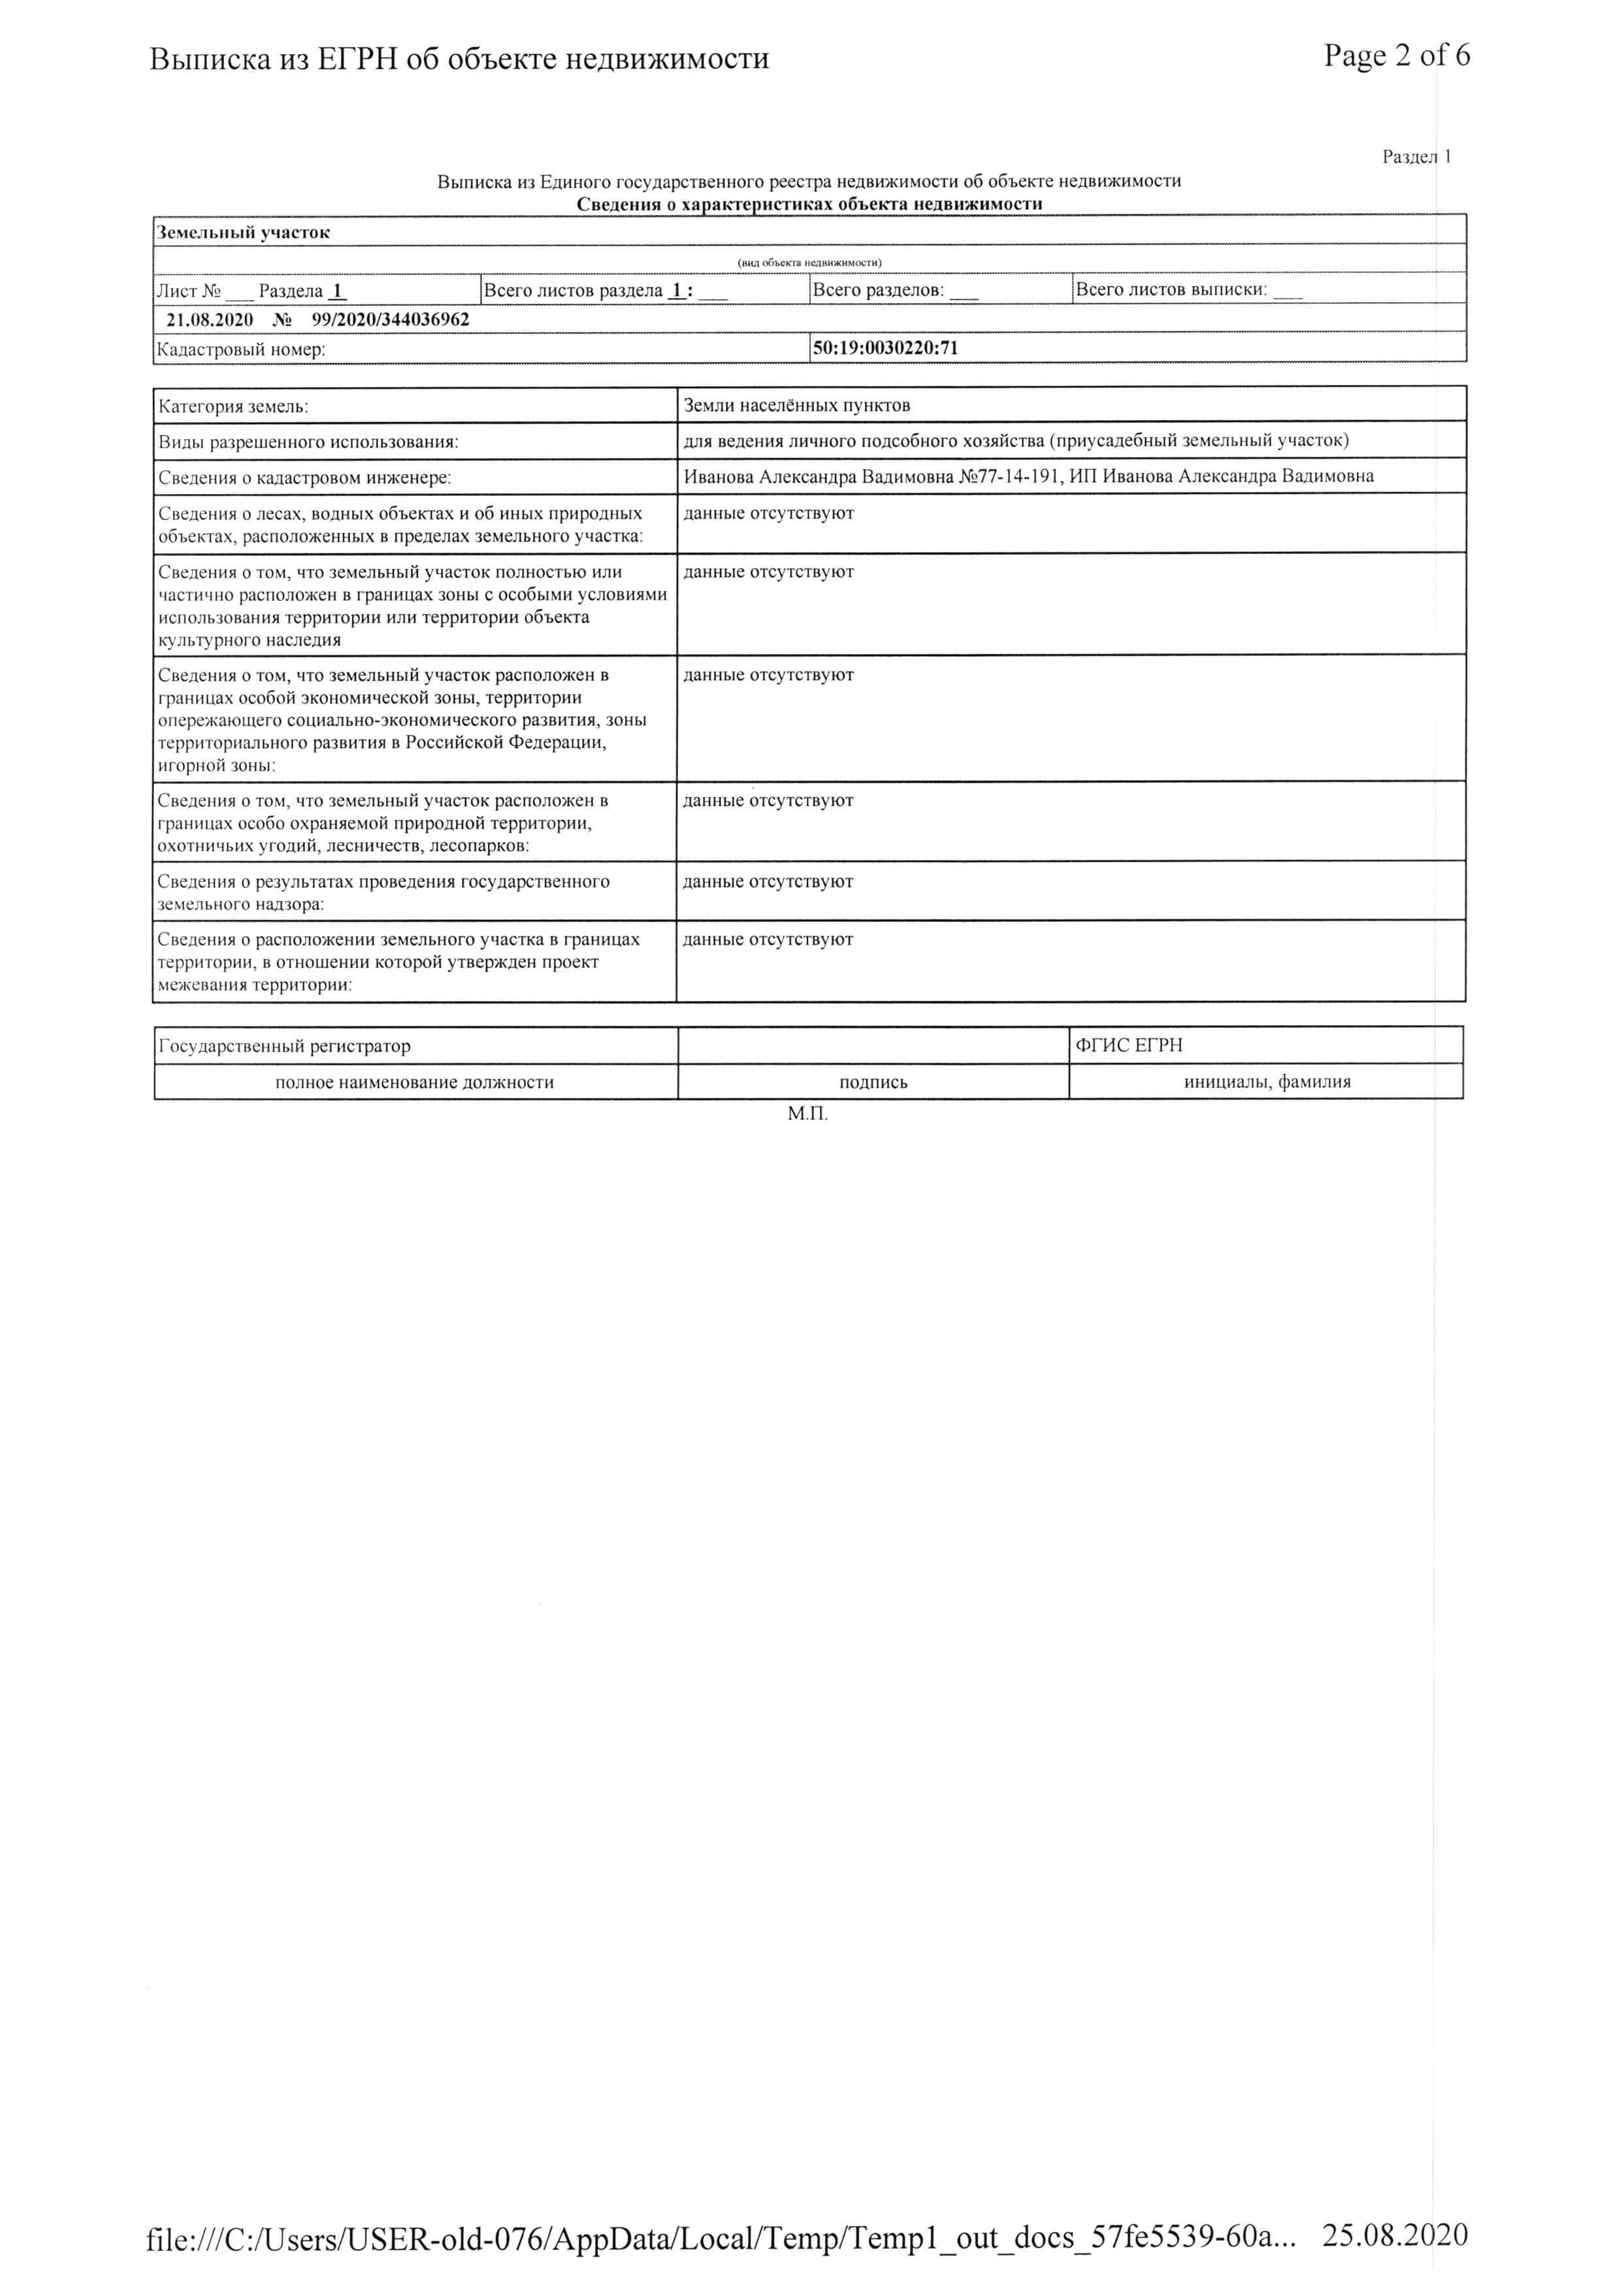 Выписка из ЕГРН об объекте недвижимости Page 2 of 6
Раздел 1
Выписка из Единого государственного реестра недвижимости об объекте недвижимости
Сведения о характеристиках объекта недвижимости
Земельный участок
(вид объекта недвижимости)
Лист № ___ Раздела 1 Всего листов раздела 1 : ___ Всего разделов: ___ Всего листов выписки: ___
21.08.2020 № 99/2020/344036962
Кадастровый номер: 50:19:0030220:71
Категория земель: Земли населённых пунктов
Виды разрешенного использования: для ведения личного подсобного хозяйства (приусадебный земельный участок)
Сведения о кадастровом инженере: Иванова Александра Вадимовна №77-14-191, ИП Иванова Александра Вадимовна
Сведения о лесах, водных объектах и об иных природных данные отсутствуют
объектах, расположенных в пределах земельного участка:
Сведения о том, что земельный участок полностью или данные отсутствуют
частично расположен в границах зоны с особыми условиями
использования территории или территории объекта
культурного наследия
Сведения о том, что земельный участок расположен в данные отсутствуют
границах особой экономической зоны, территории
опережающего социально-экономического развития, зоны
территориального развития в Российской Федерации,
игорной зоны:
Сведения о том, что земельный участок расположен в данные отсутствуют
границах особо охраняемой природной территории,
охотничьих угодий, лесничеств, лесопарков:
Сведения о результатах проведения государственного данные отсутствуют
земельного надзора:
Сведения о расположении земельного участка в границах данные отсутствуют
территории, в отношении которой утвержден проект
межевания территории:
Государственный регистратор ФГИС ЕГРН
полное наименование должности подпись инициалы, фамилия
М.П.
file:///C:/Users/USER-old-076/AppData/Local/Temp/Temp1_out_docs_57fe5539-60a... 25.08.2020